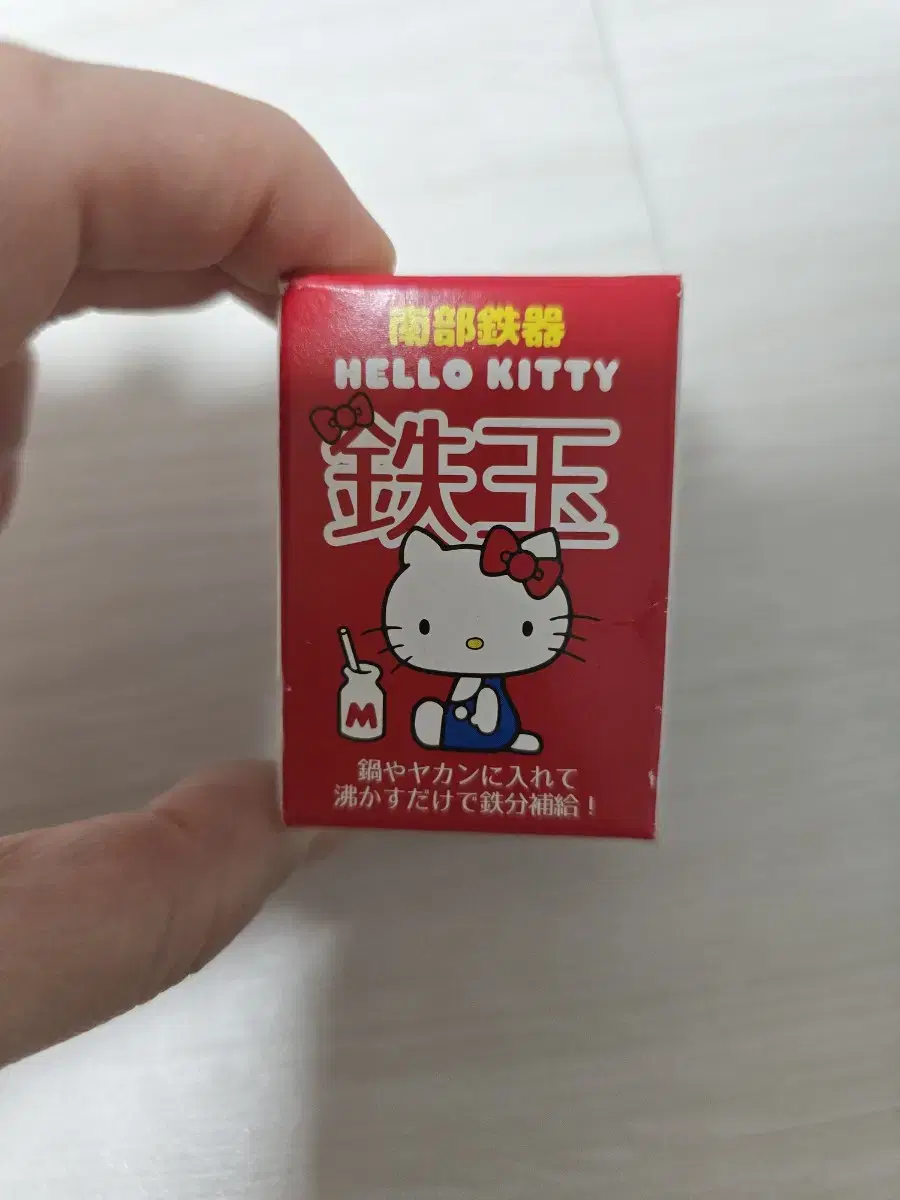 南部鉄器
HELLO KITTY
鉄玉
M
鍋やヤカンに入れて
沸かすだけで鉄分補給！